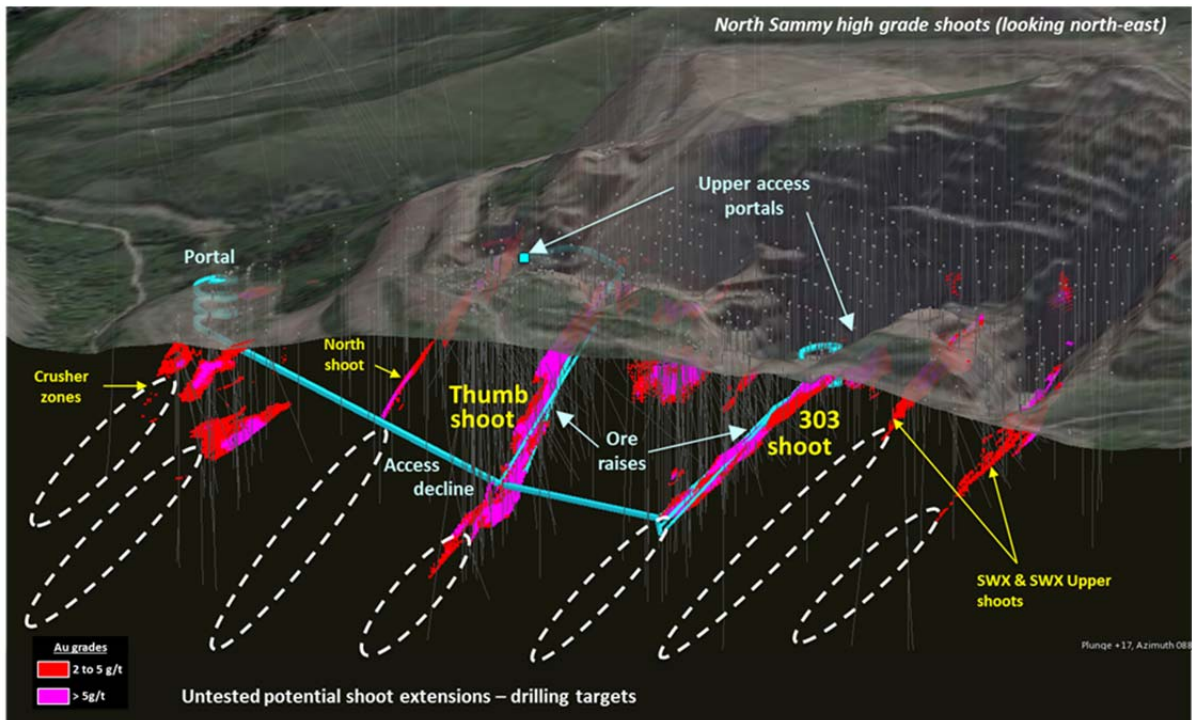 North Sammy high grade shoots (looking north-east)
Upper access
portals
Portal
North
shoot
Crusher
zones
Thumb
shoot
303
shoot
Ore
raises
Access
decline
SWX & SWX Upper
shoots
Plunge +17, Azimuth 088
Au grades
2 to 5 g/t
> 5g/t
Untested potential shoot extensions – drilling targets